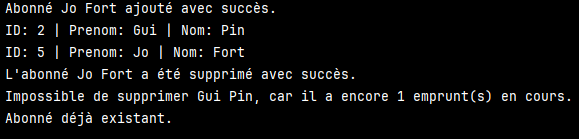 Abonné Jo Fort ajouté avec succès.
ID: 2 | Prenom: Gui | Nom: Pin
ID: 5 | Prenom: Jo | Nom: Fort
L'abonné Jo Fort a été supprimé avec succès.
Impossible de supprimer Gui Pin, car il a encore 1 emprunt(s) en cours.
Abonné déjà existant.